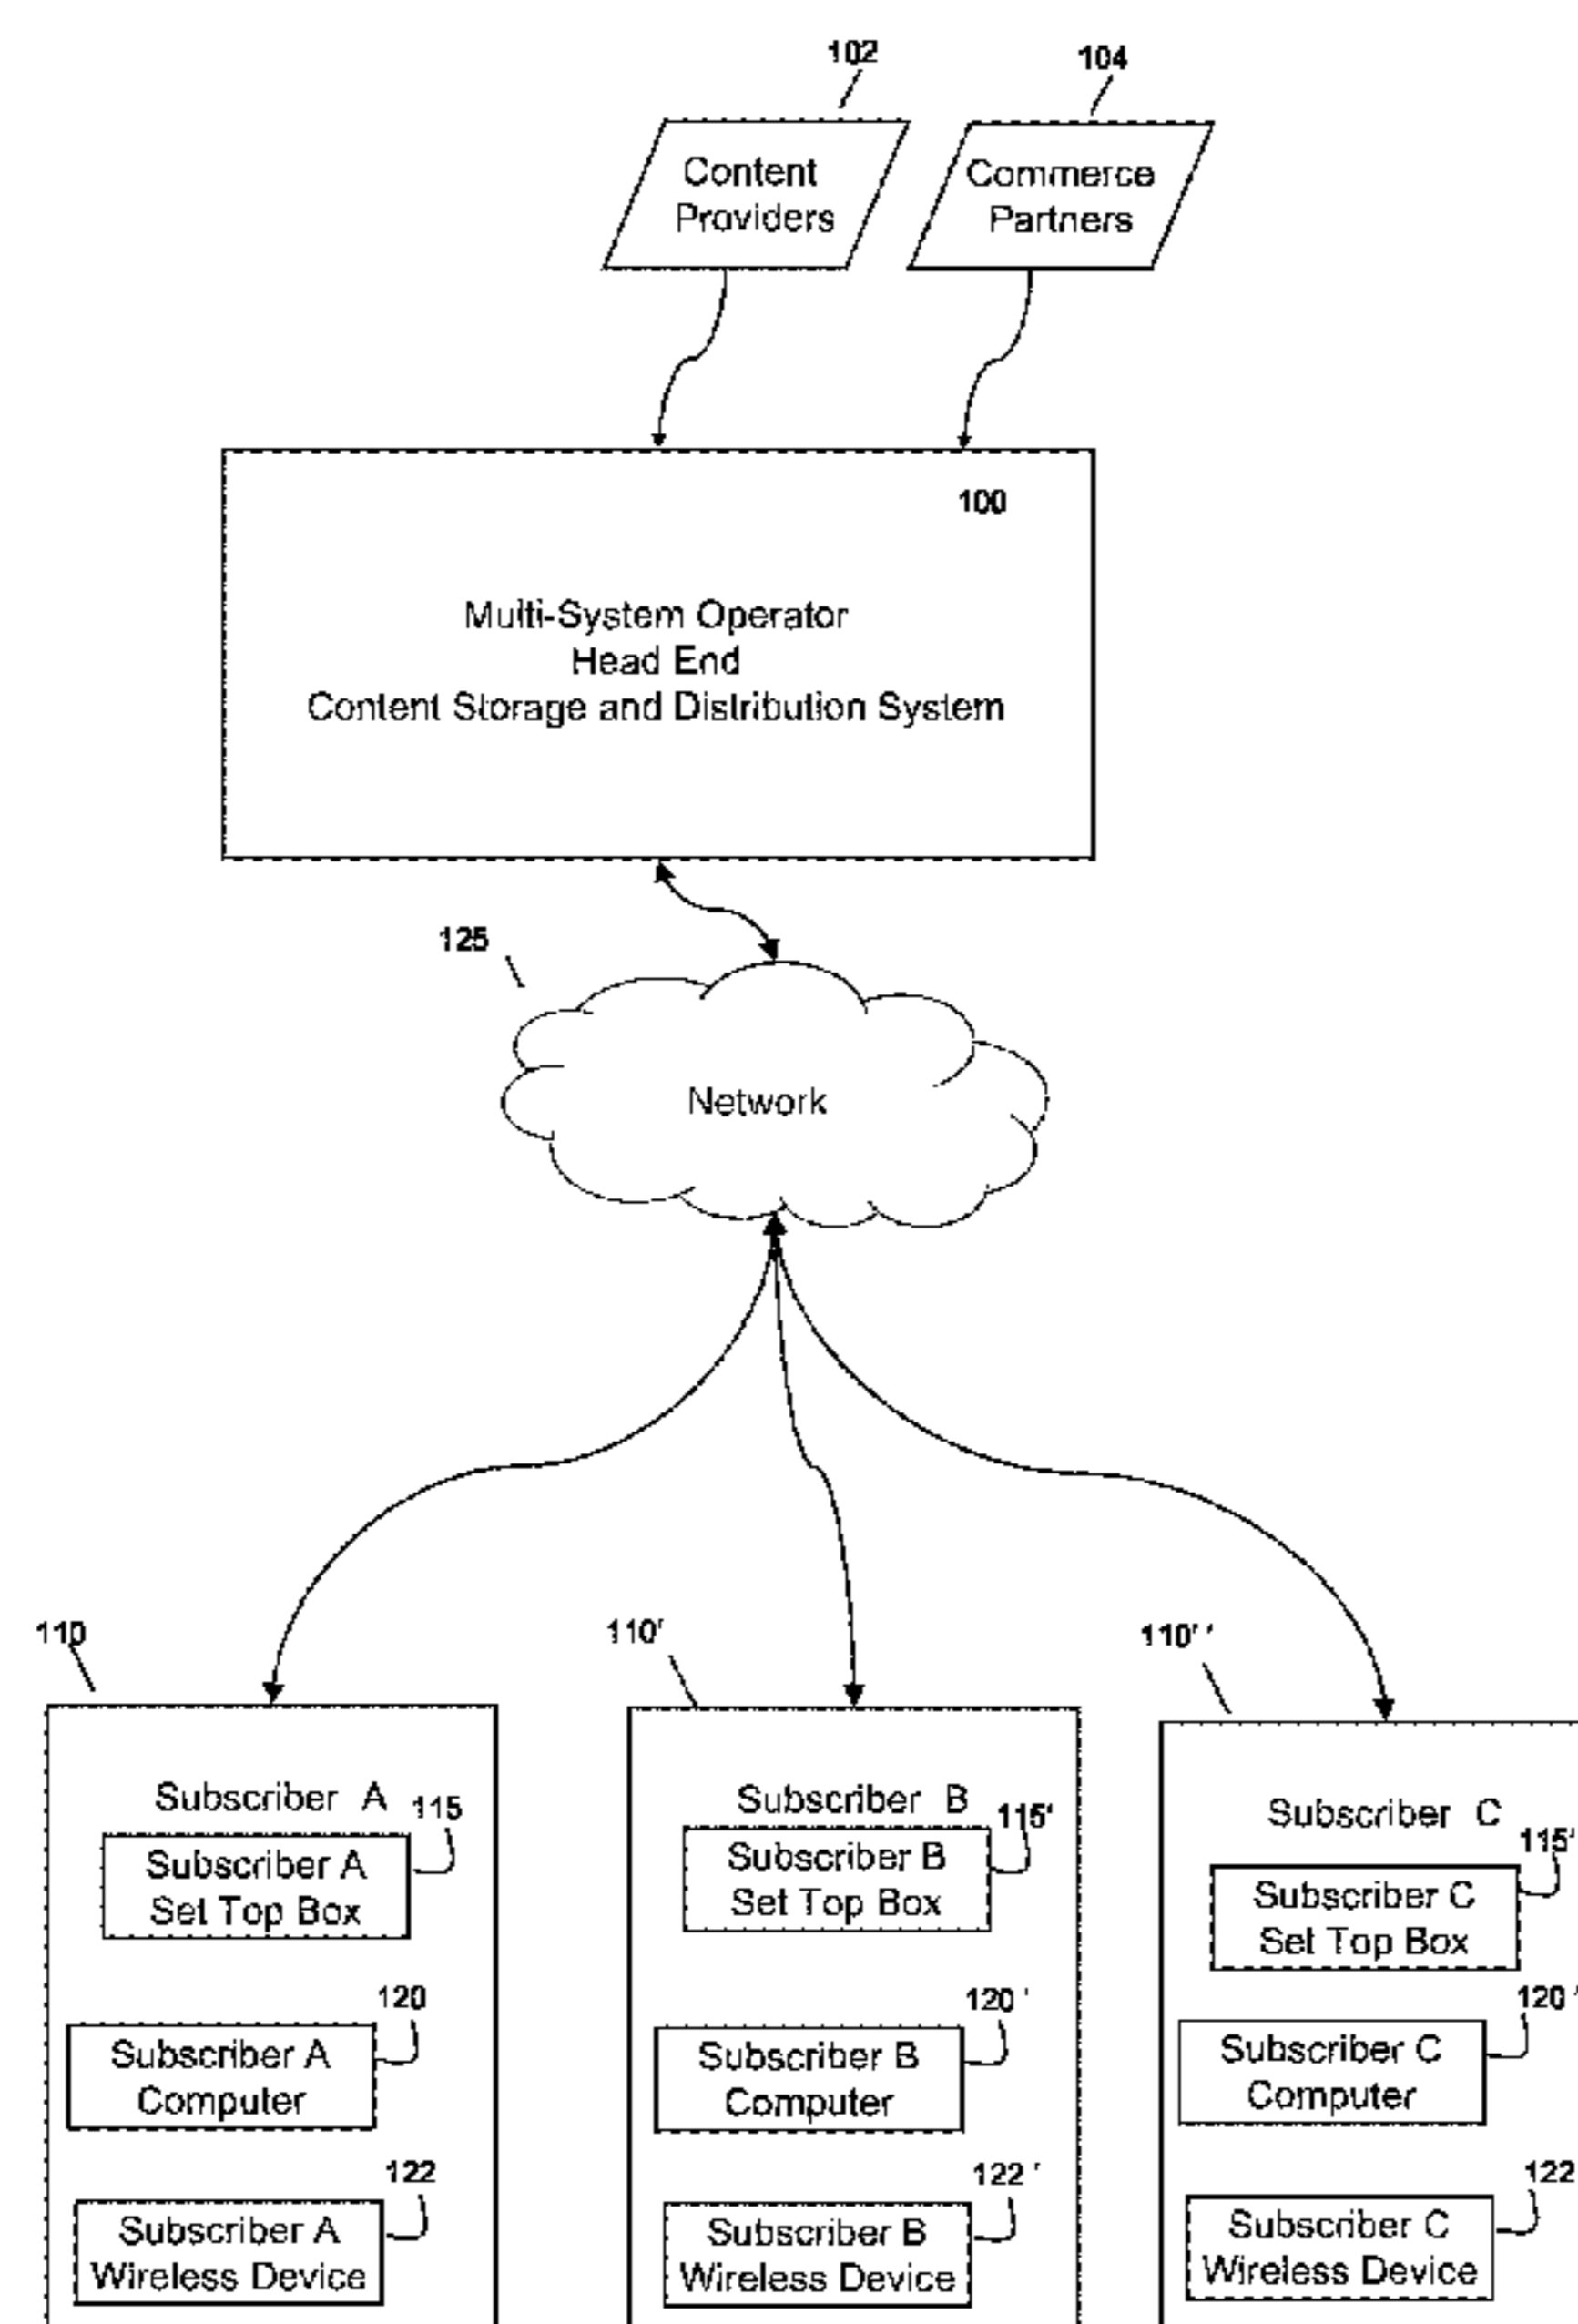 102
104
Content
Providers
Commerce
Partners
100
Multi-System Operator
Head End
Content Storage and Distribution System
125
Network
110
110'
110' '
Subscriber A
115
Subscriber A
Set Top Box
120
Subscriber A
Computer
122
Subscriber A
Wireless Device
Subscriber B
115'
Subscriber B
Set Top Box
120 '
Subscriber B
Computer
122 '
Subscriber B
Wireless Device
Subscriber C
115'
Subscriber C
Set Top Box
120 '
Subscriber C
Computer
122
Subscriber C
Wireless Device